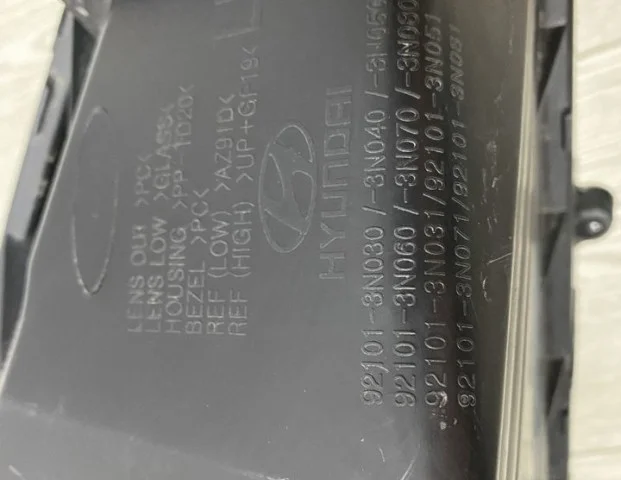 LENS OUT >PC<
LENS LOW >GLASS<
HOUSING >PP-TD20<
BEZEL >PC<
REF (LOW) >AZ91D<
REF (HIGH) >UP+GF19<
HYUNDAI
92101-3N030/-3N040/-3N050
92101-3N060/-3N070/-3N080
92101-3N031/92101-3N051
92101-3N071/92101-3N081